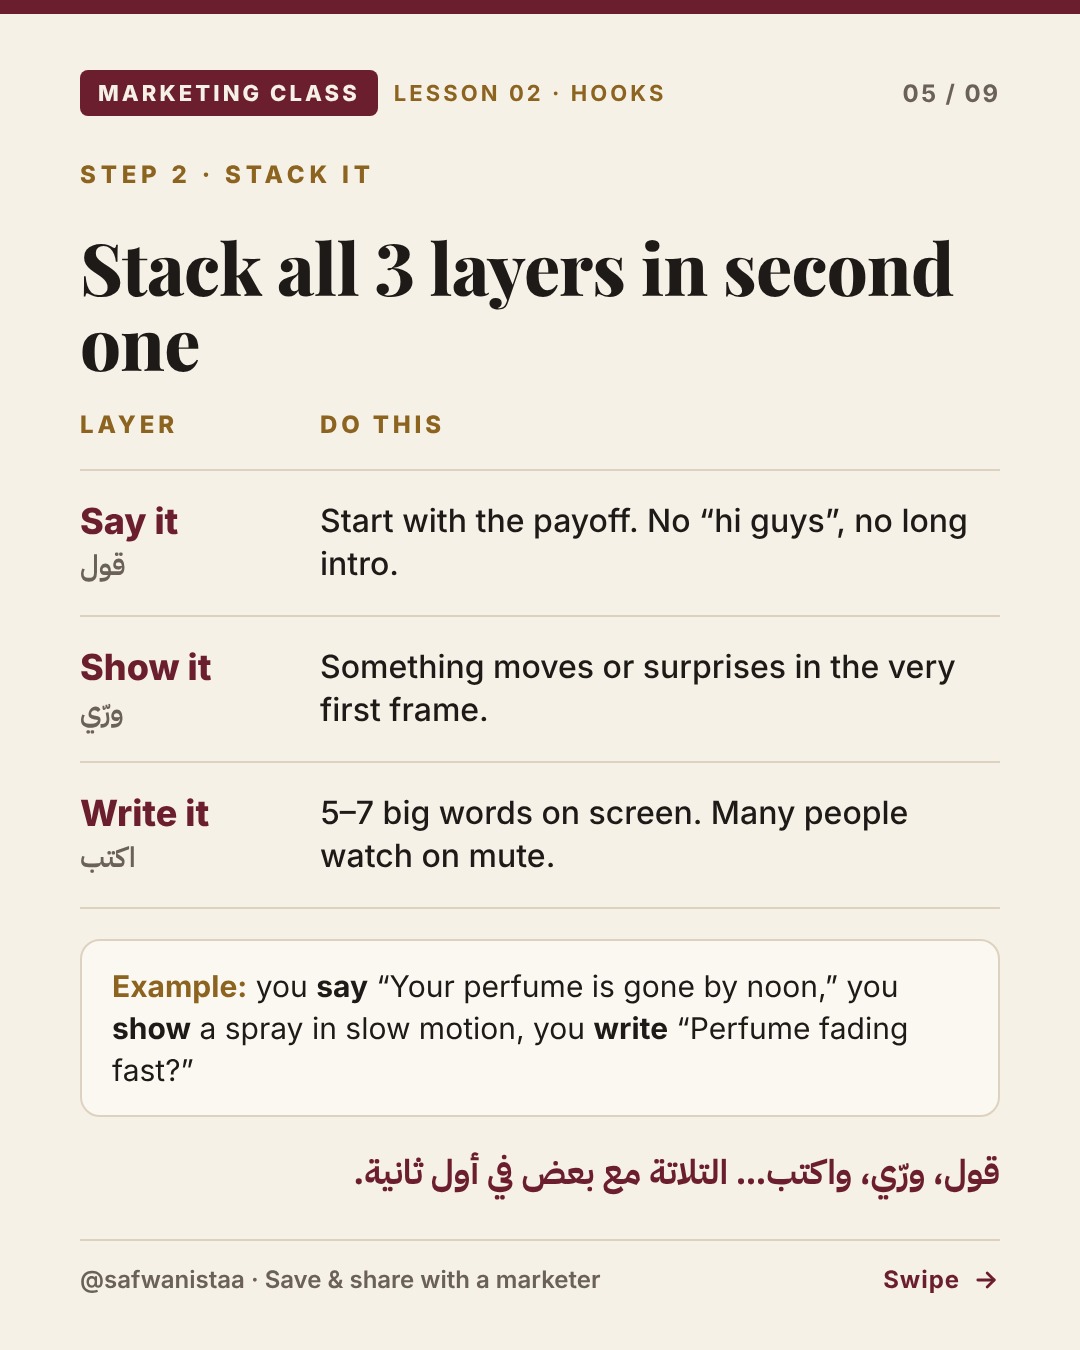 MARKETING CLASS LESSON 02 · HOOKS 05 / 09
STEP 2 · STACK IT
Stack all 3 layers in second
one
LAYER DO THIS
Say it
قول
Start with the payoff. No “hi guys”, no long
intro.
Show it
ورّي
Something moves or surprises in the very
first frame.
Write it
اكتب
5–7 big words on screen. Many people
watch on mute.
Example: you say “Your perfume is gone by noon,” you
show a spray in slow motion, you write “Perfume fading
fast?”
قول، ورّي، واكتب... التلاتة مع بعض في أول ثانية.
@safwanistaa · Save & share with a marketer Swipe →